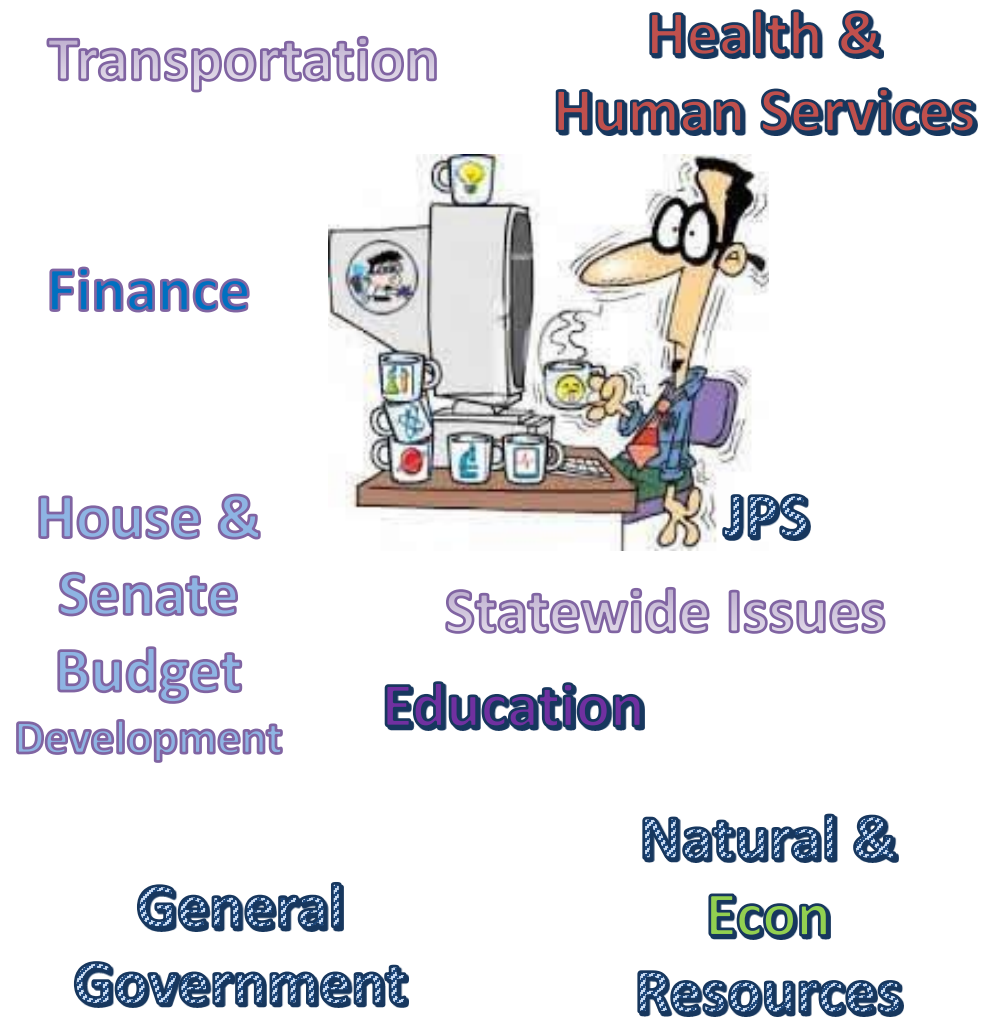 Transportation
Health &
Human Services
Finance
House &
Senate
Budget
Development
JPS
Statewide Issues
Education
Natural &
Econ
Resources
General
Government